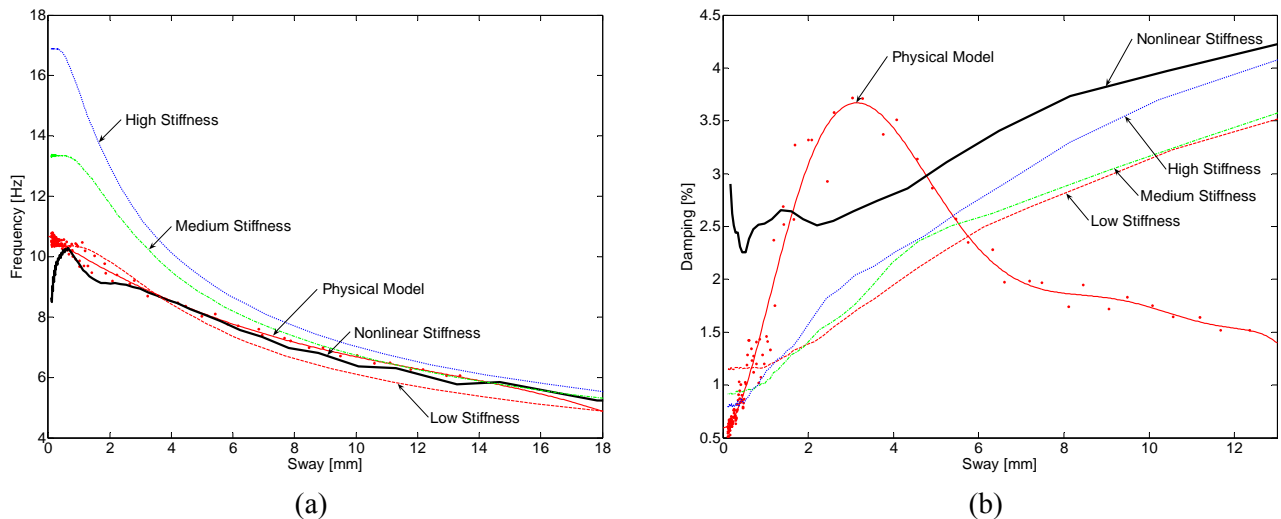 18
16
14
12
10
8
6
4
Frequency [Hz]
High Stiffness
Medium Stiffness
Physical Model
Nonlinear Stiffness
Low Stiffness
0 2 4 6 8 10 12 14 16 18
Sway [mm]
(a)
4.5
4
3.5
3
2.5
2
1.5
1
0.5
Damping [%]
Nonlinear Stiffness
Physical Model
High Stiffness
Medium Stiffness
Low Stiffness
0 2 4 6 8 10 12
Sway [mm]
(b)